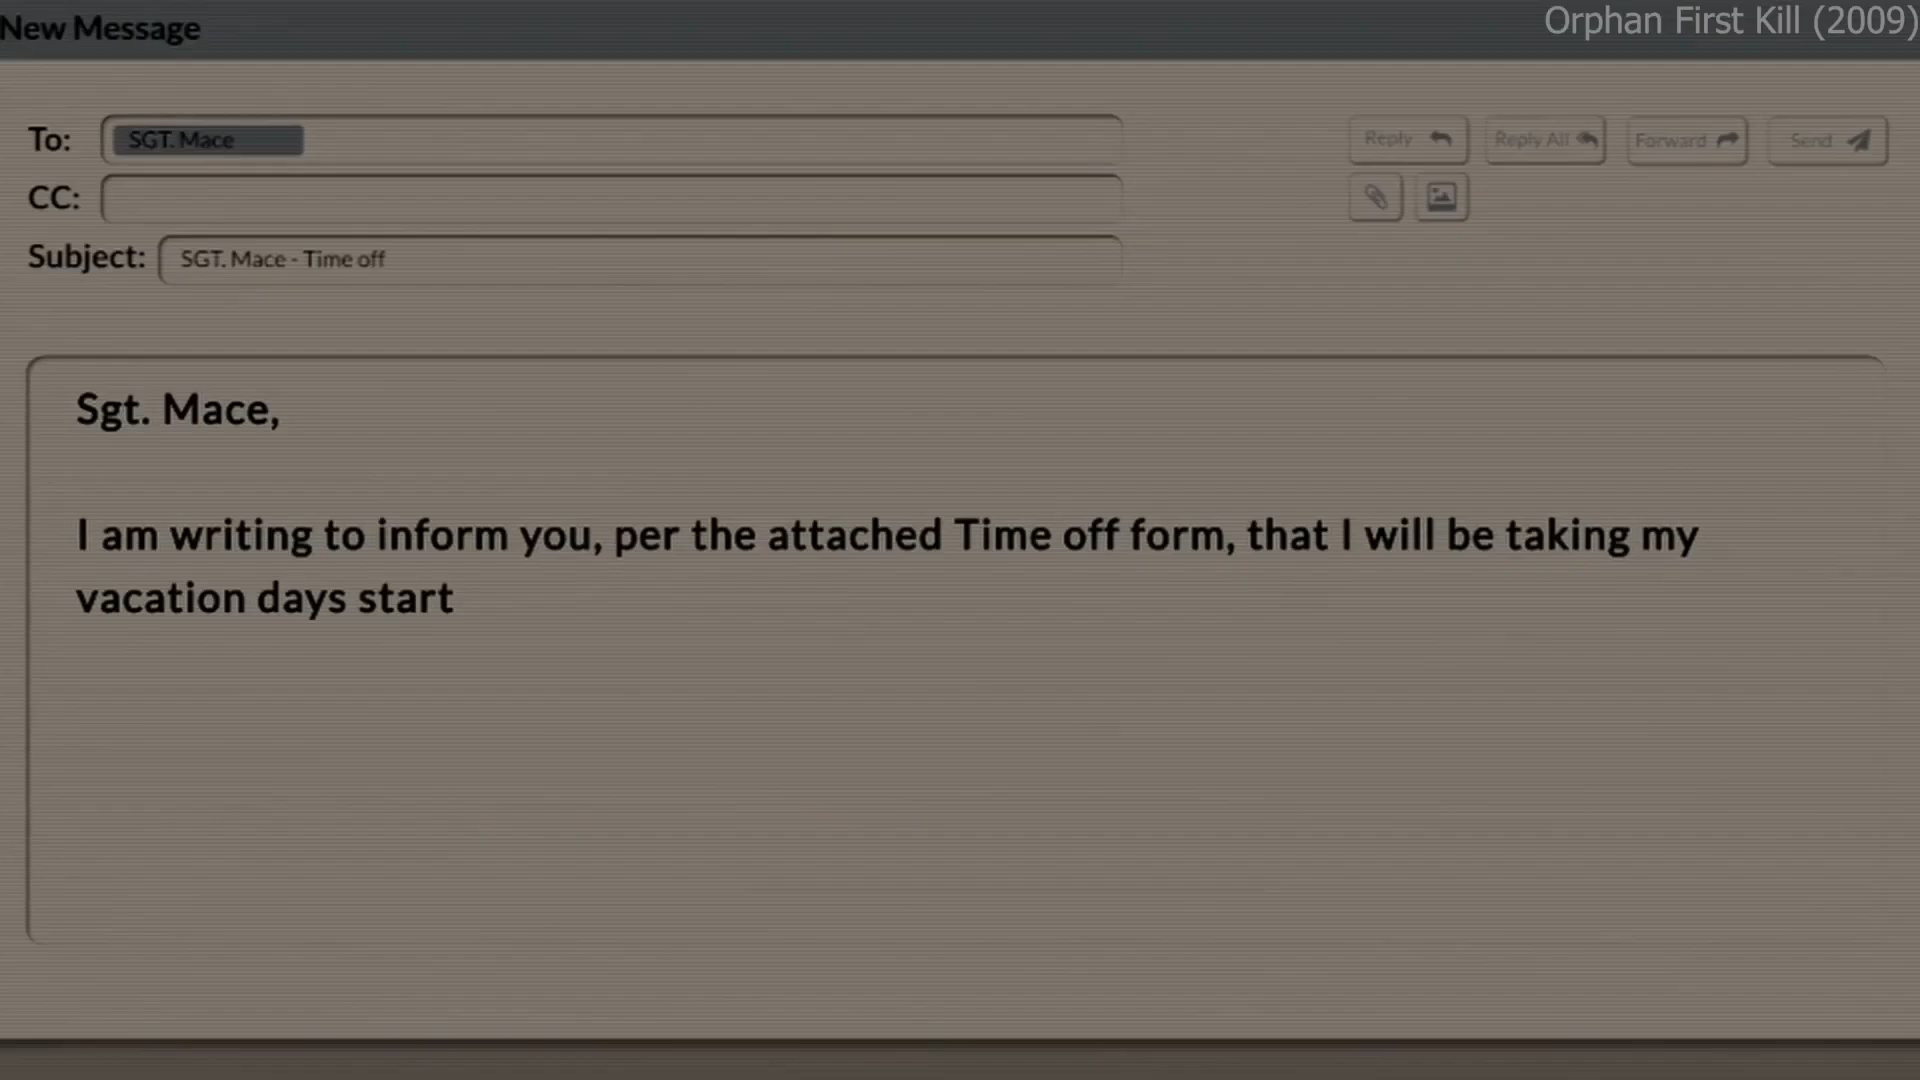 New Message
Orphan First Kill (2009)
To: SGT. Mace
Reply
Reply All
Forward
Send
CC:
Subject: SGT. Mace - Time off
Sgt. Mace,
I am writing to inform you, per the attached Time off form, that I will be taking my
vacation days start